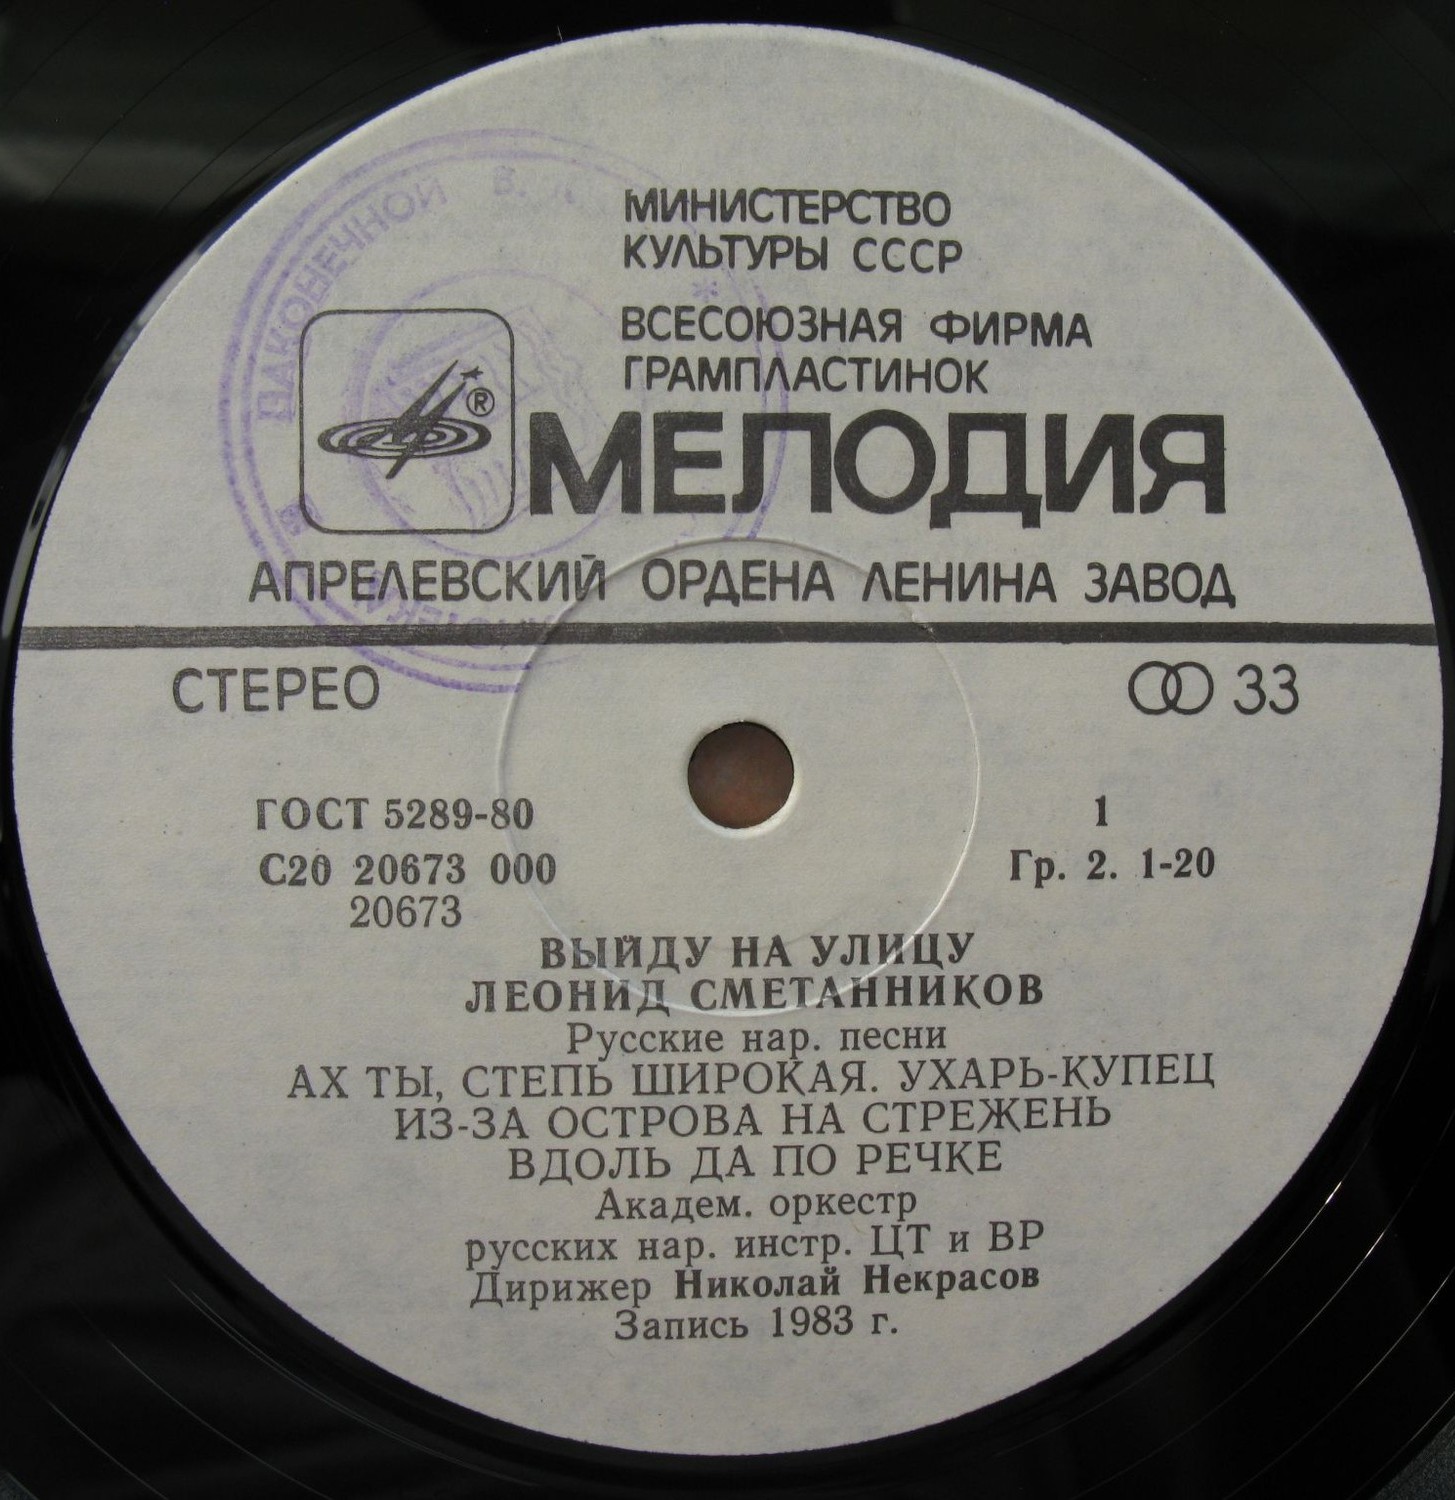 МИНИСТЕРСТВО
КУЛЬТУРЫ СССР
ВСЕСОЮЗНАЯ ФИРМА
ГРАМПЛАСТИНОК
®
МЕЛОДИЯ
АПРЕЛЕВСКИЙ ОРДЕНА ЛЕНИНА ЗАВОД
СТЕРЕО
33
ГОСТ 5289-80
1
С20 20673 000
Гр. 2. 1-20
20673
ВЫЙДУ НА УЛИЦУ
ЛЕОНИД СМЕТАННИКОВ
Русские нар. песни
АХ ТЫ, СТЕПЬ ШИРОКАЯ. УХАРЬ-КУПЕЦ
ИЗ-ЗА ОСТРОВА НА СТРЕЖЕНЬ
ВДОЛЬ ДА ПО РЕЧКЕ
Академ. оркестр
русских нар. инстр. ЦТ и ВР
Дирижер Николай Некрасов
Запись 1983 г.